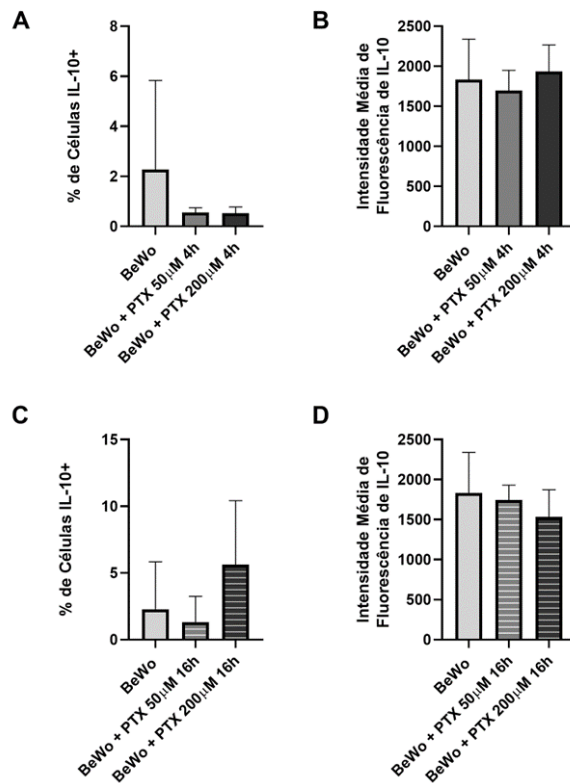 A
% de Células IL-10+
8
6
4
2
0
BeWo
BeWo + PTX 50µM 4h
BeWo + PTX 200µM 4h
B
Intensidade Média de
Fluorescência de IL-10
2500
2000
1500
1000
500
0
BeWo
BeWo + PTX 50µM 4h
BeWo + PTX 200µM 4h
C
% de Células IL-10+
15
10
5
0
BeWo
BeWo + PTX 50µM 16h
BeWo + PTX 200µM 16h
D
Intensidade Média de
Fluorescência de IL-10
2500
2000
1500
1000
500
0
BeWo
BeWo + PTX 50µM 16h
BeWo + PTX 200µM 16h